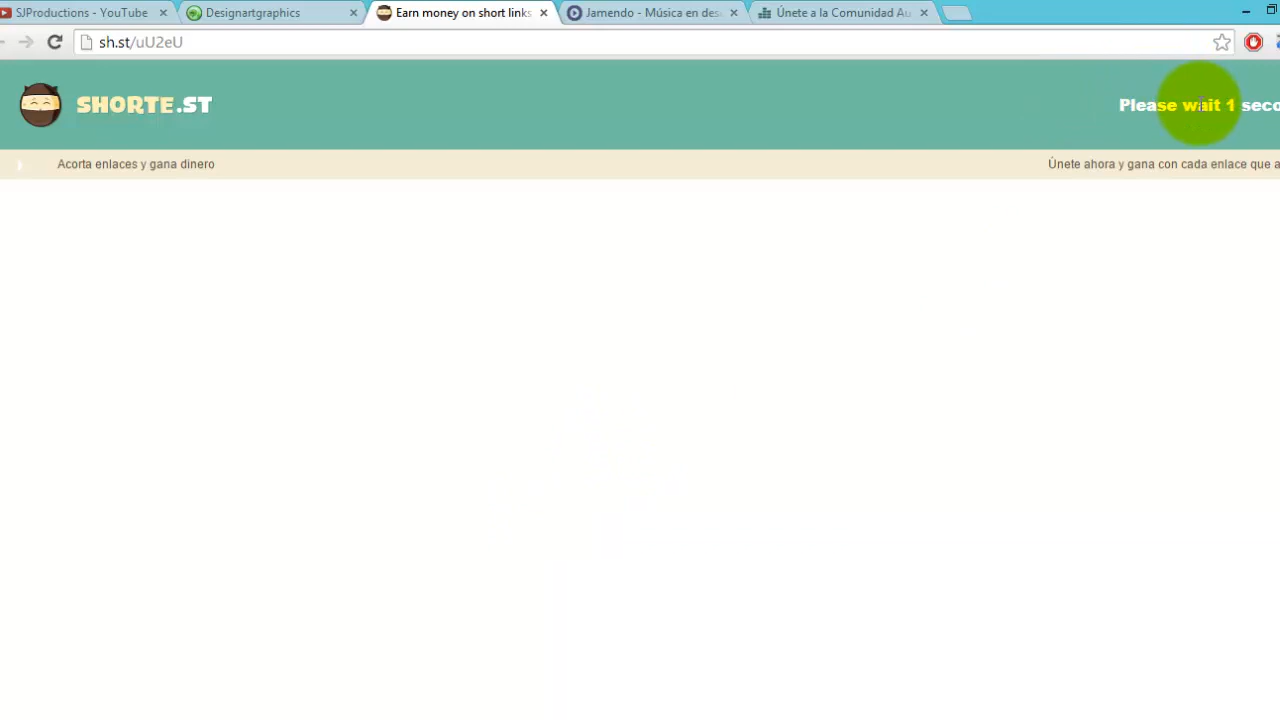 SJProductions - YouTube
Designartgraphics
Earn money on short links
Jamendo - Música en des
Únete a la Comunidad Au
sh.st/uU2eU
SHORTE.ST
Please wait 1 seco
Acorta enlaces y gana dinero
Únete ahora y gana con cada enlace que a